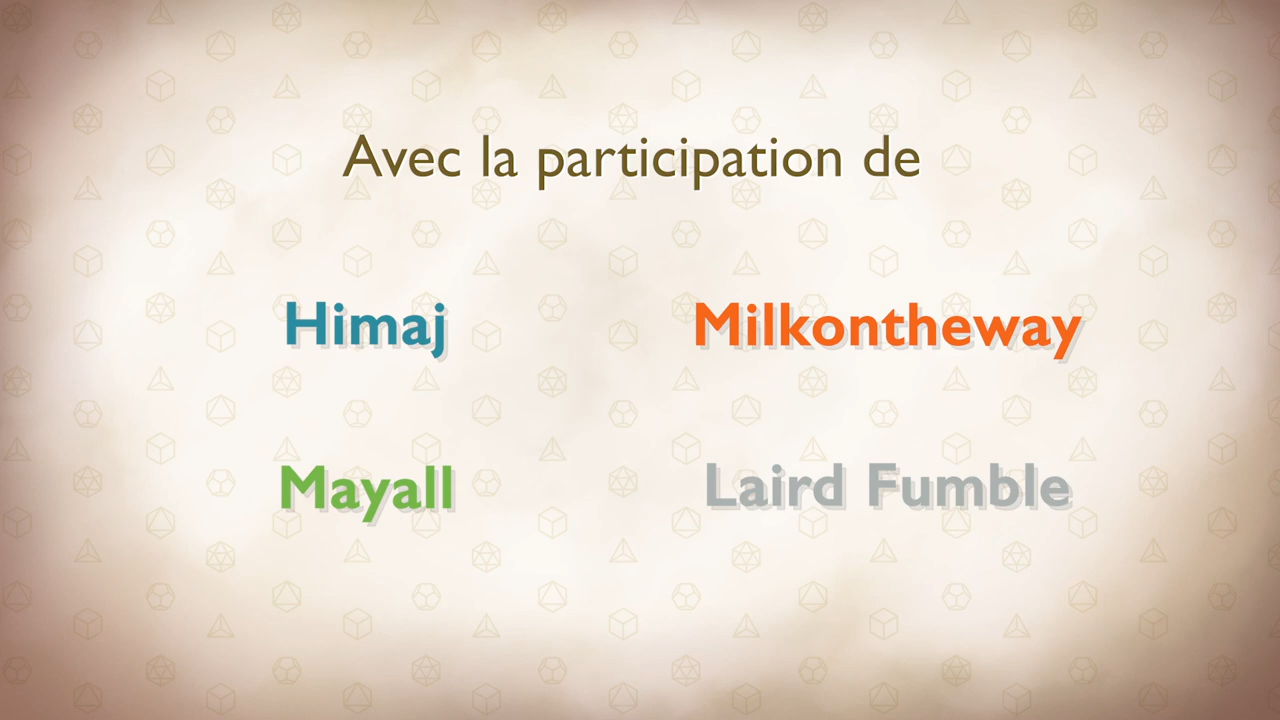 Avec la participation de
Himaj
Milkontheway
Mayall
Laird Fumble